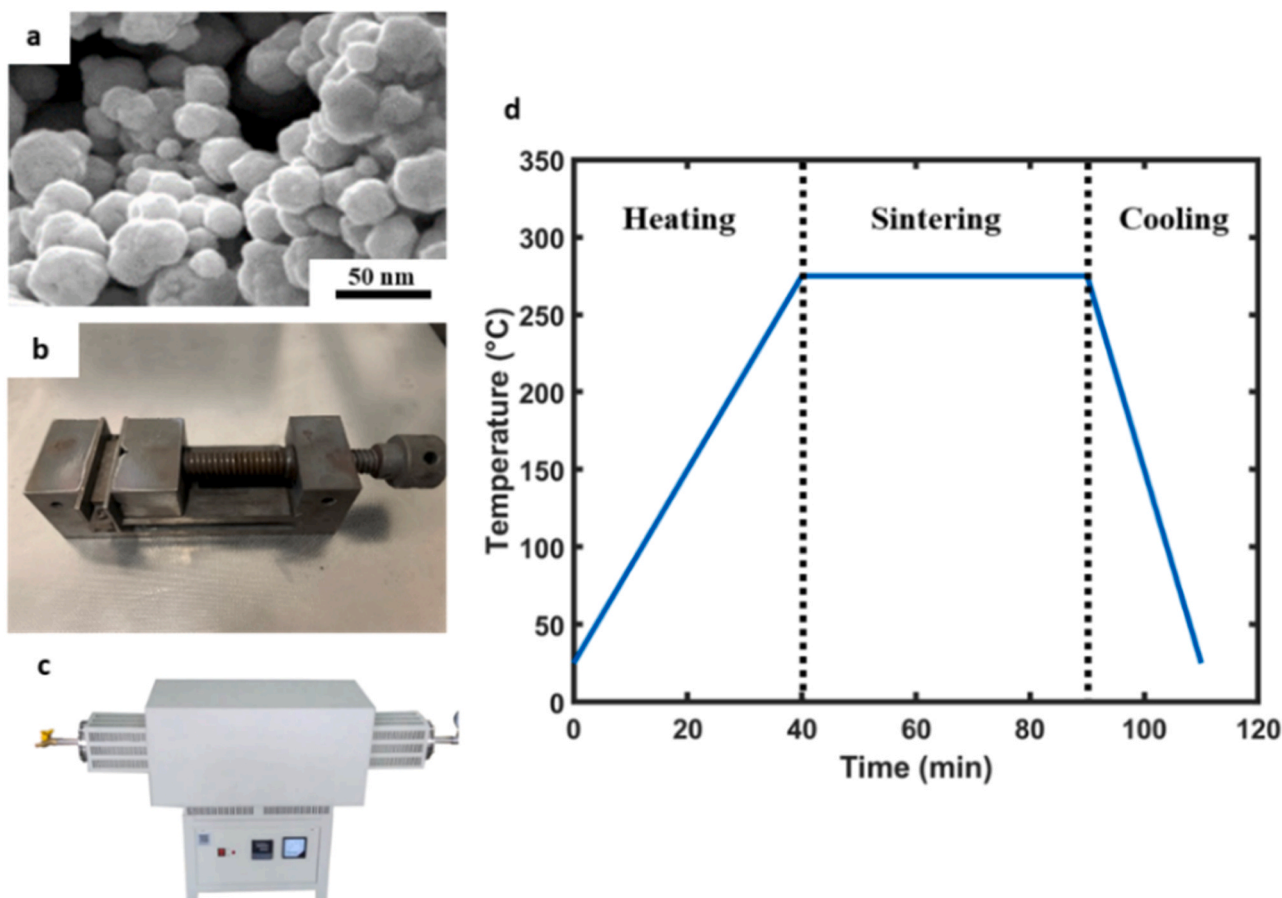 a
50 nm
b
c
d
350
300
250
200
150
100
50
0
Temperature (°C)
Heating
Sintering
Cooling
0 20 40 60 80 100 120
Time (min)